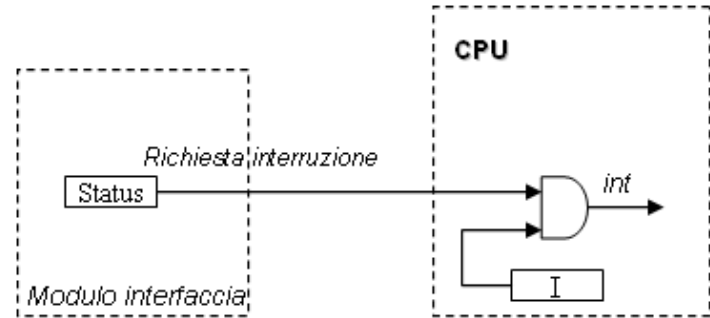 CPU
Richiesta interruzione
Status
int
I
Modulo interfaccia